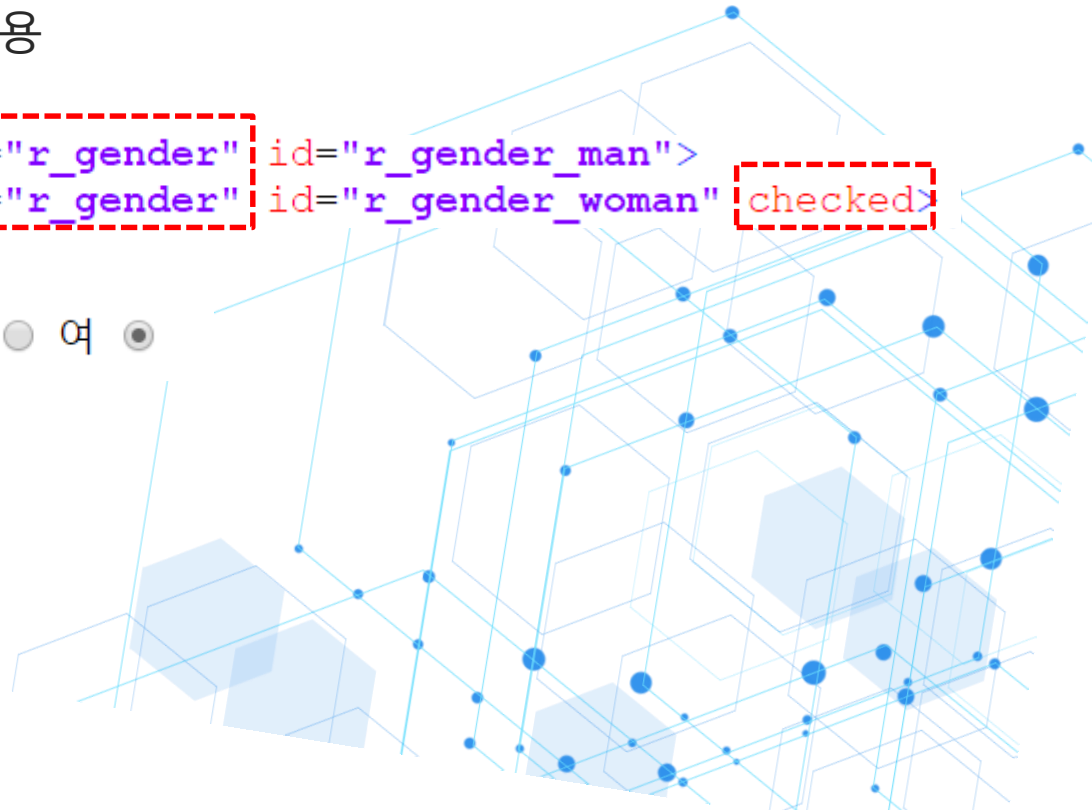 용
="r_gender" id="r_gender_man">
="r_gender" id="r_gender_woman" checked>
여